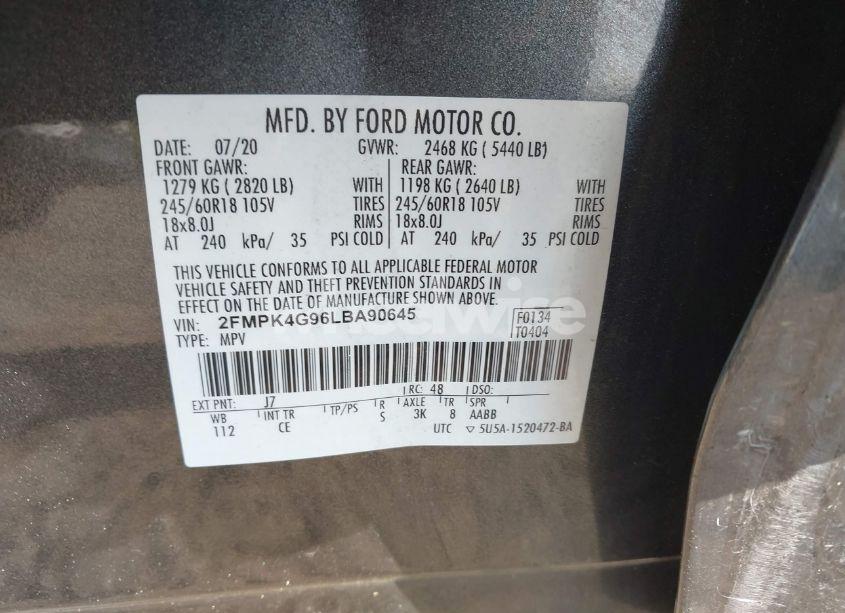 MFD. BY FORD MOTOR CO.
DATE: 07/20 GVWR: 2468 KG ( 5440 LB)
FRONT GAWR: REAR GAWR:
1279 KG ( 2820 LB) WITH 1198 KG ( 2640 LB) WITH
245/60R18 105V TIRES 245/60R18 105V TIRES
18x8.0J RIMS 18x8.0J RIMS
AT 240 kPa/ 35 PSI COLD AT 240 kPa/ 35 PSI COLD
THIS VEHICLE CONFORMS TO ALL APPLICABLE FEDERAL MOTOR
VEHICLE SAFETY AND THEFT PREVENTION STANDARDS IN
EFFECT ON THE DATE OF MANUFACTURE SHOWN ABOVE.
VIN: 2FMPK4G96LBA90645 F0134
TYPE: MPV T0404
EXT PNT: J7 RC: 48 DSO:
WB INT TR TP/PS R AXLE TR SPR
112 CE S 3K 8 AABB
UTC ▽ 5U5A-1520472-BA